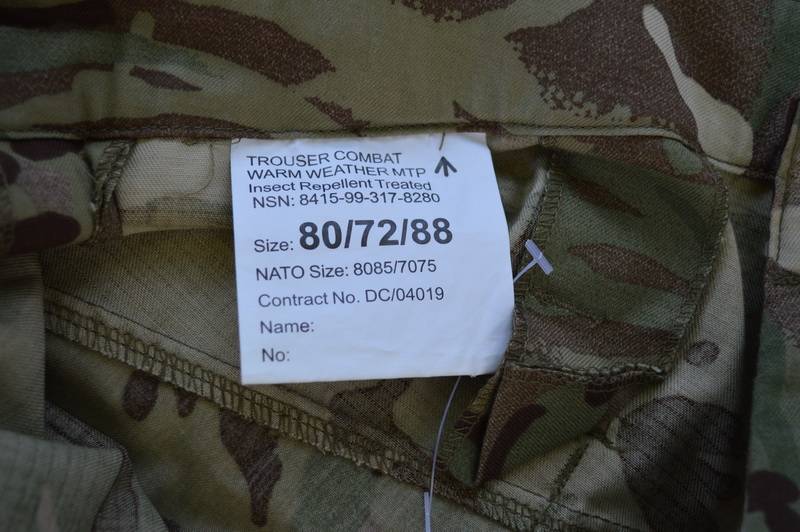 TROUSER COMBAT
WARM WEATHER MTP
Insect Repellent Treated
NSN: 8415-99-317-8280
Size: 80/72/88
NATO Size: 8085/7075
Contract No. DC/04019
Name:
No: